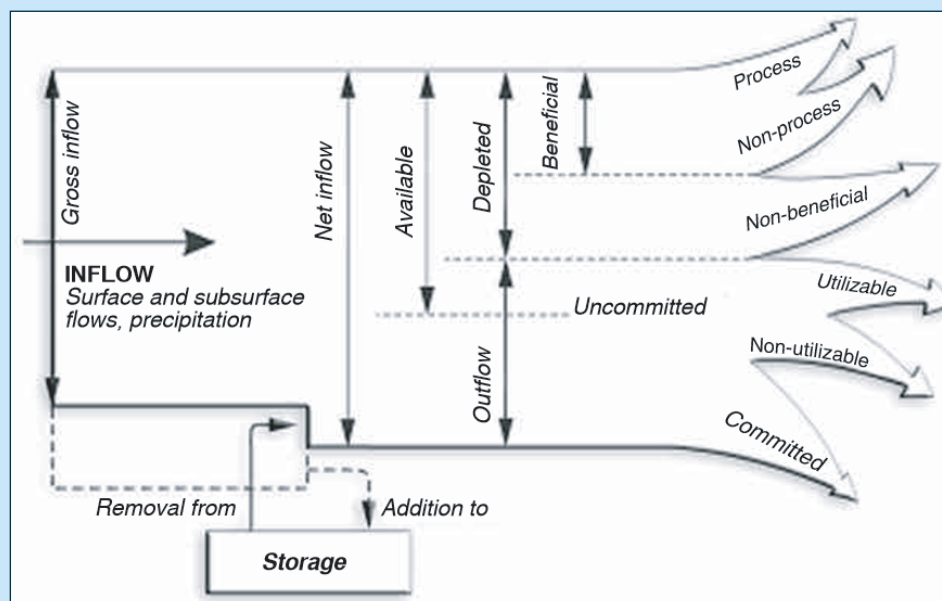 Process
Non-process
Beneficial
Gross inflow
Net inflow
Available
Depleted
Non-beneficial
INFLOW
Surface and subsurface
flows, precipitation
Utilizable
Uncommitted
Non-utilizable
Outflow
Committed
Removal from
Addition to
Storage